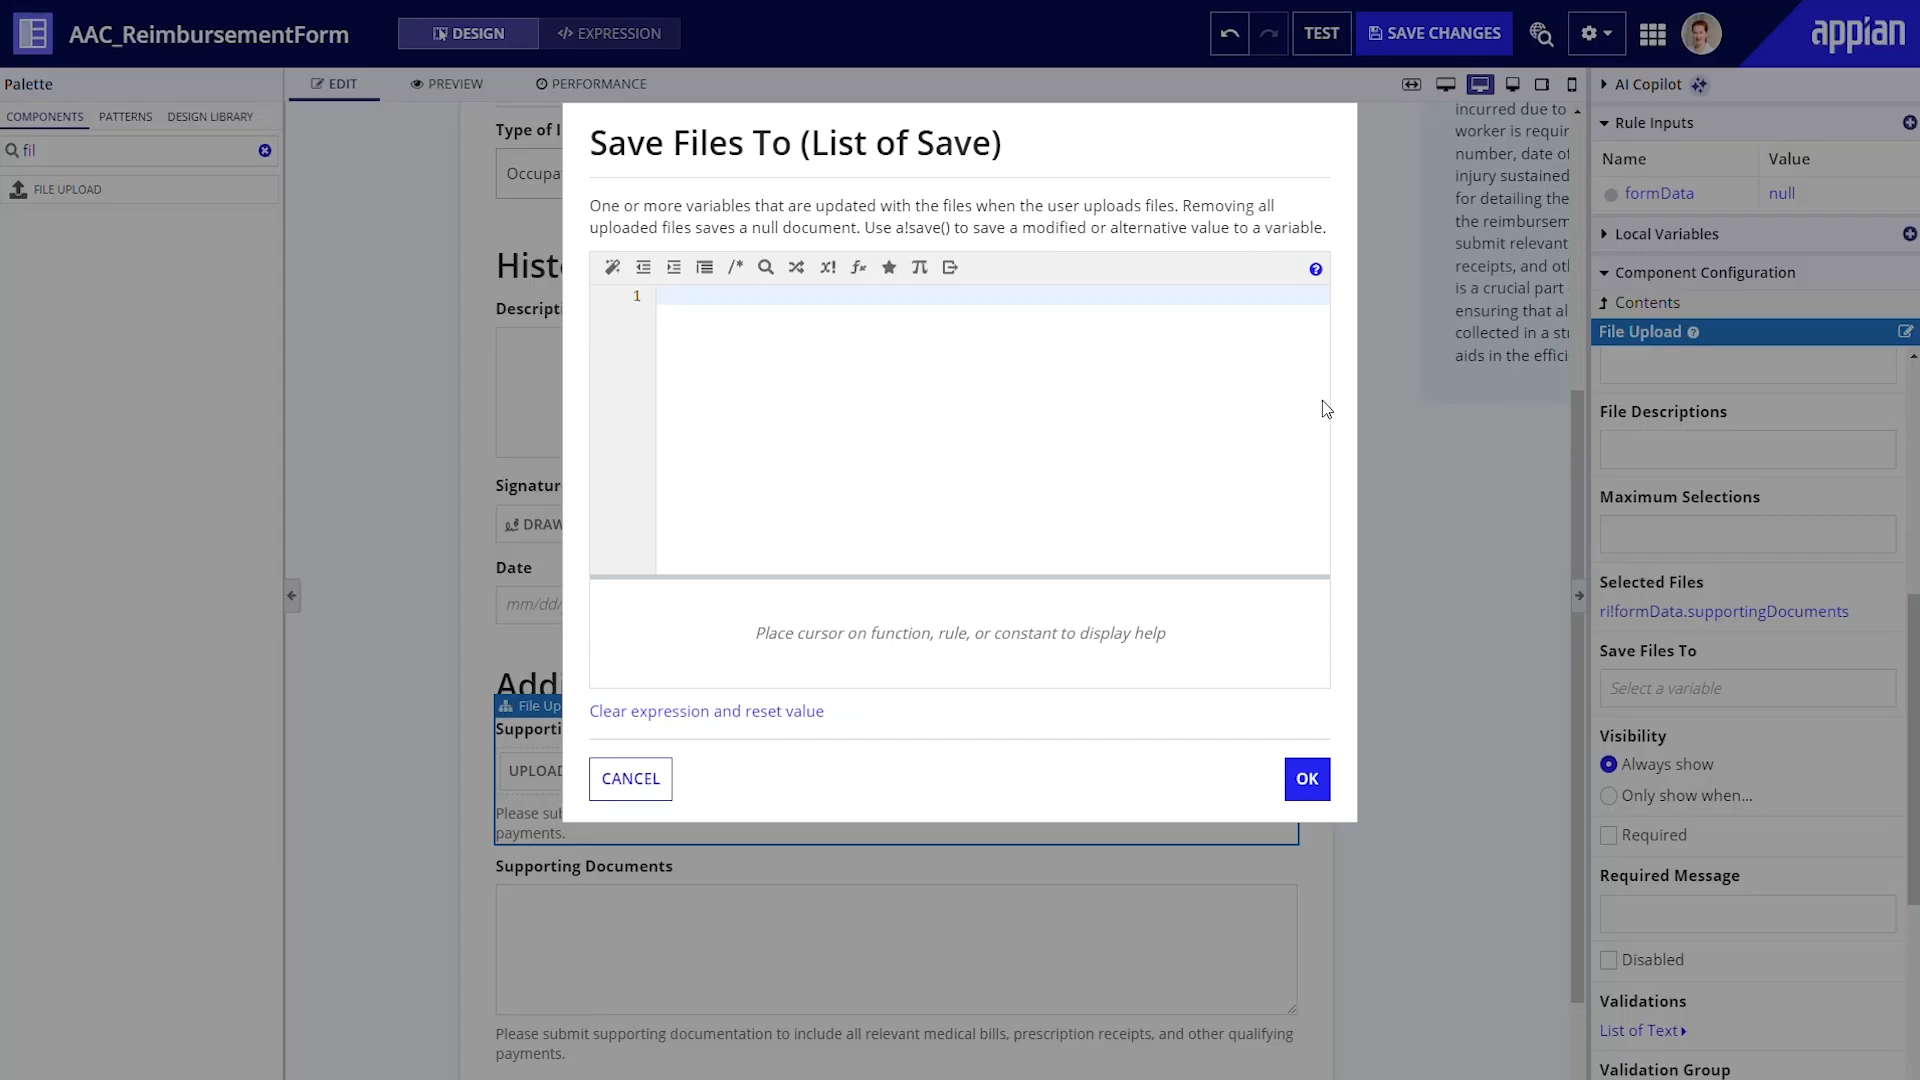 AAC_ReimbursementForm
DESIGN
</> EXPRESSION
TEST
SAVE CHANGES
appian
Palette
EDIT
PREVIEW
PERFORMANCE
AI Copilot
COMPONENTS
PATTERNS
DESIGN LIBRARY
fil
FILE UPLOAD
Type of I
Occupa
Hist
Descripti
Signatur
DRAW
Date
mm/dd/
Addi
File Up
Supporti
UPLOAD
Please sub
payments.
Supporting Documents
Please submit supporting documentation to include all relevant medical bills, prescription receipts, and other qualifying
payments.
Save Files To (List of Save)
One or more variables that are updated with the files when the user uploads files. Removing all
uploaded files saves a null document. Use a!save() to save a modified or alternative value to a variable.
/*
x!
1
Place cursor on function, rule, or constant to display help
Clear expression and reset value
CANCEL
OK
incurred due to
worker is requir
number, date of
injury sustained
for detailing the
the reimbursem
submit relevant
receipts, and oth
is a crucial part
ensuring that al
collected in a str
aids in the effici
Rule Inputs
Name
Value
formData
null
Local Variables
Component Configuration
Contents
File Upload
File Descriptions
Maximum Selections
Selected Files
ri!formData.supportingDocuments
Save Files To
Select a variable
Visibility
Always show
Only show when...
Required
Required Message
Disabled
Validations
List of Text
Validation Group